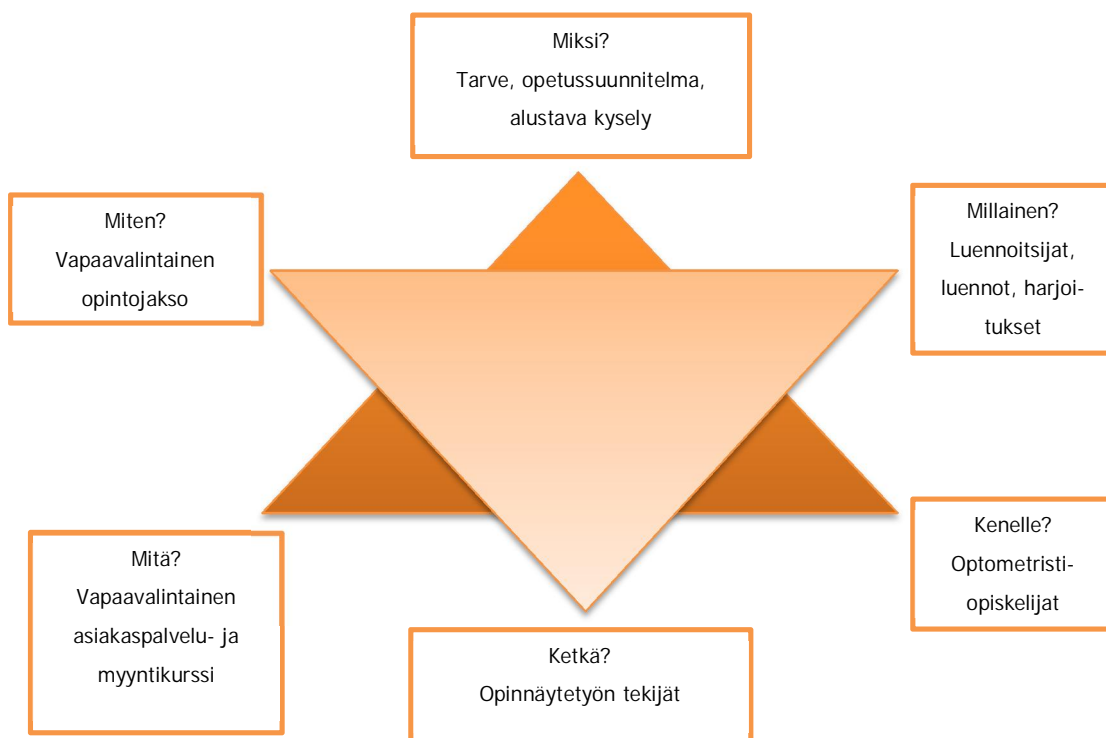 Miksi?
Tarve, opetussuunnitelma,
alustava kysely
Miten?
Vapaavalintainen
opintojakso
Millainen?
Luennoitsijat,
luennot, harjoi-
tukset
Mitä?
Vapaavalintainen
asiakaspalvelu- ja
myyntikurssi
Ketkä?
Opinnäytetyön tekijät
Kenelle?
Optometristi-
opiskelijat